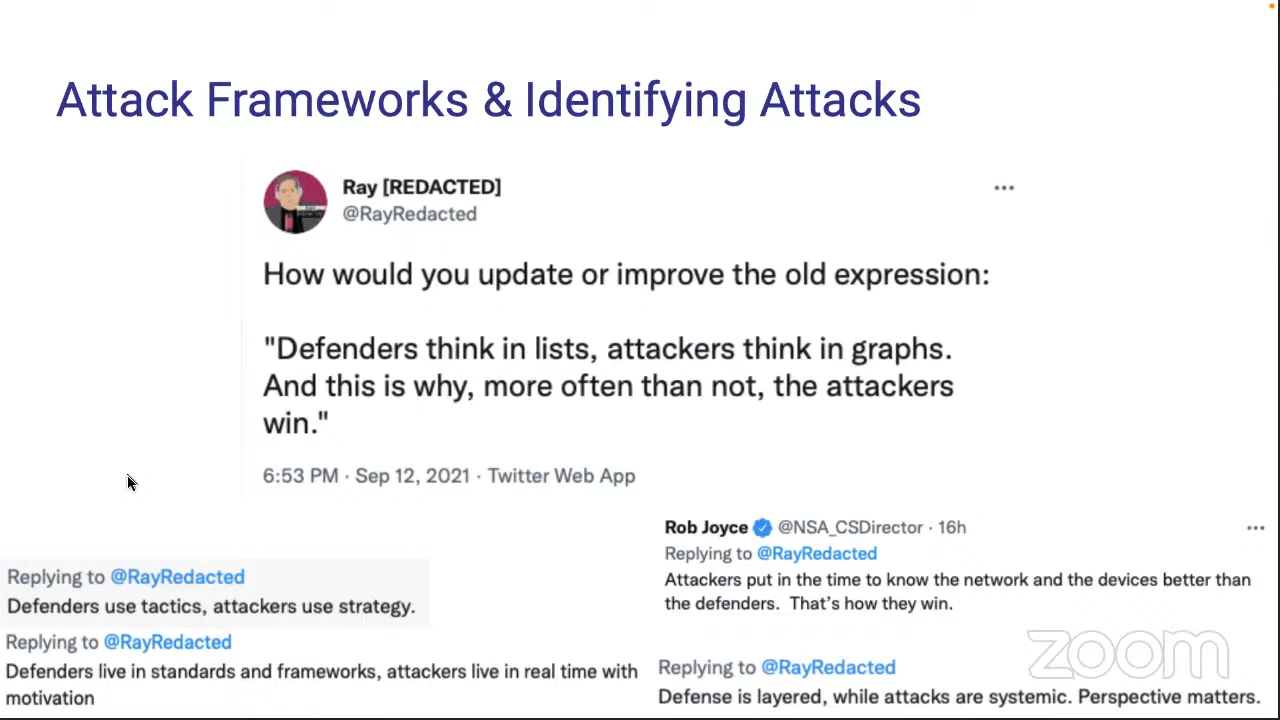 Attack Frameworks & Identifying Attacks
Ray [REDACTED]
@RayRedacted
How would you update or improve the old expression:
"Defenders think in lists, attackers think in graphs.
And this is why, more often than not, the attackers
win."
6:53 PM · Sep 12, 2021 · Twitter Web App
Replying to @RayRedacted
Defenders use tactics, attackers use strategy.
Replying to @RayRedacted
Defenders live in standards and frameworks, attackers live in real time with
motivation
Rob Joyce @NSA_CSDirector · 16h
Replying to @RayRedacted
Attackers put in the time to know the network and the devices better than
the defenders. That's how they win.
Replying to @RayRedacted
Defense is layered, while attacks are systemic. Perspective matters.
zoom